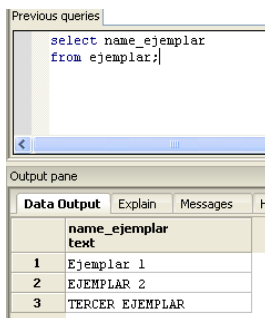 Previous queries
select name_ejemplar
from ejemplar;
Output pane
Data Output Explain Messages
name_ejemplar
text
1 Ejemplar 1
2 EJEMPLAR 2
3 TERCER EJEMPLAR